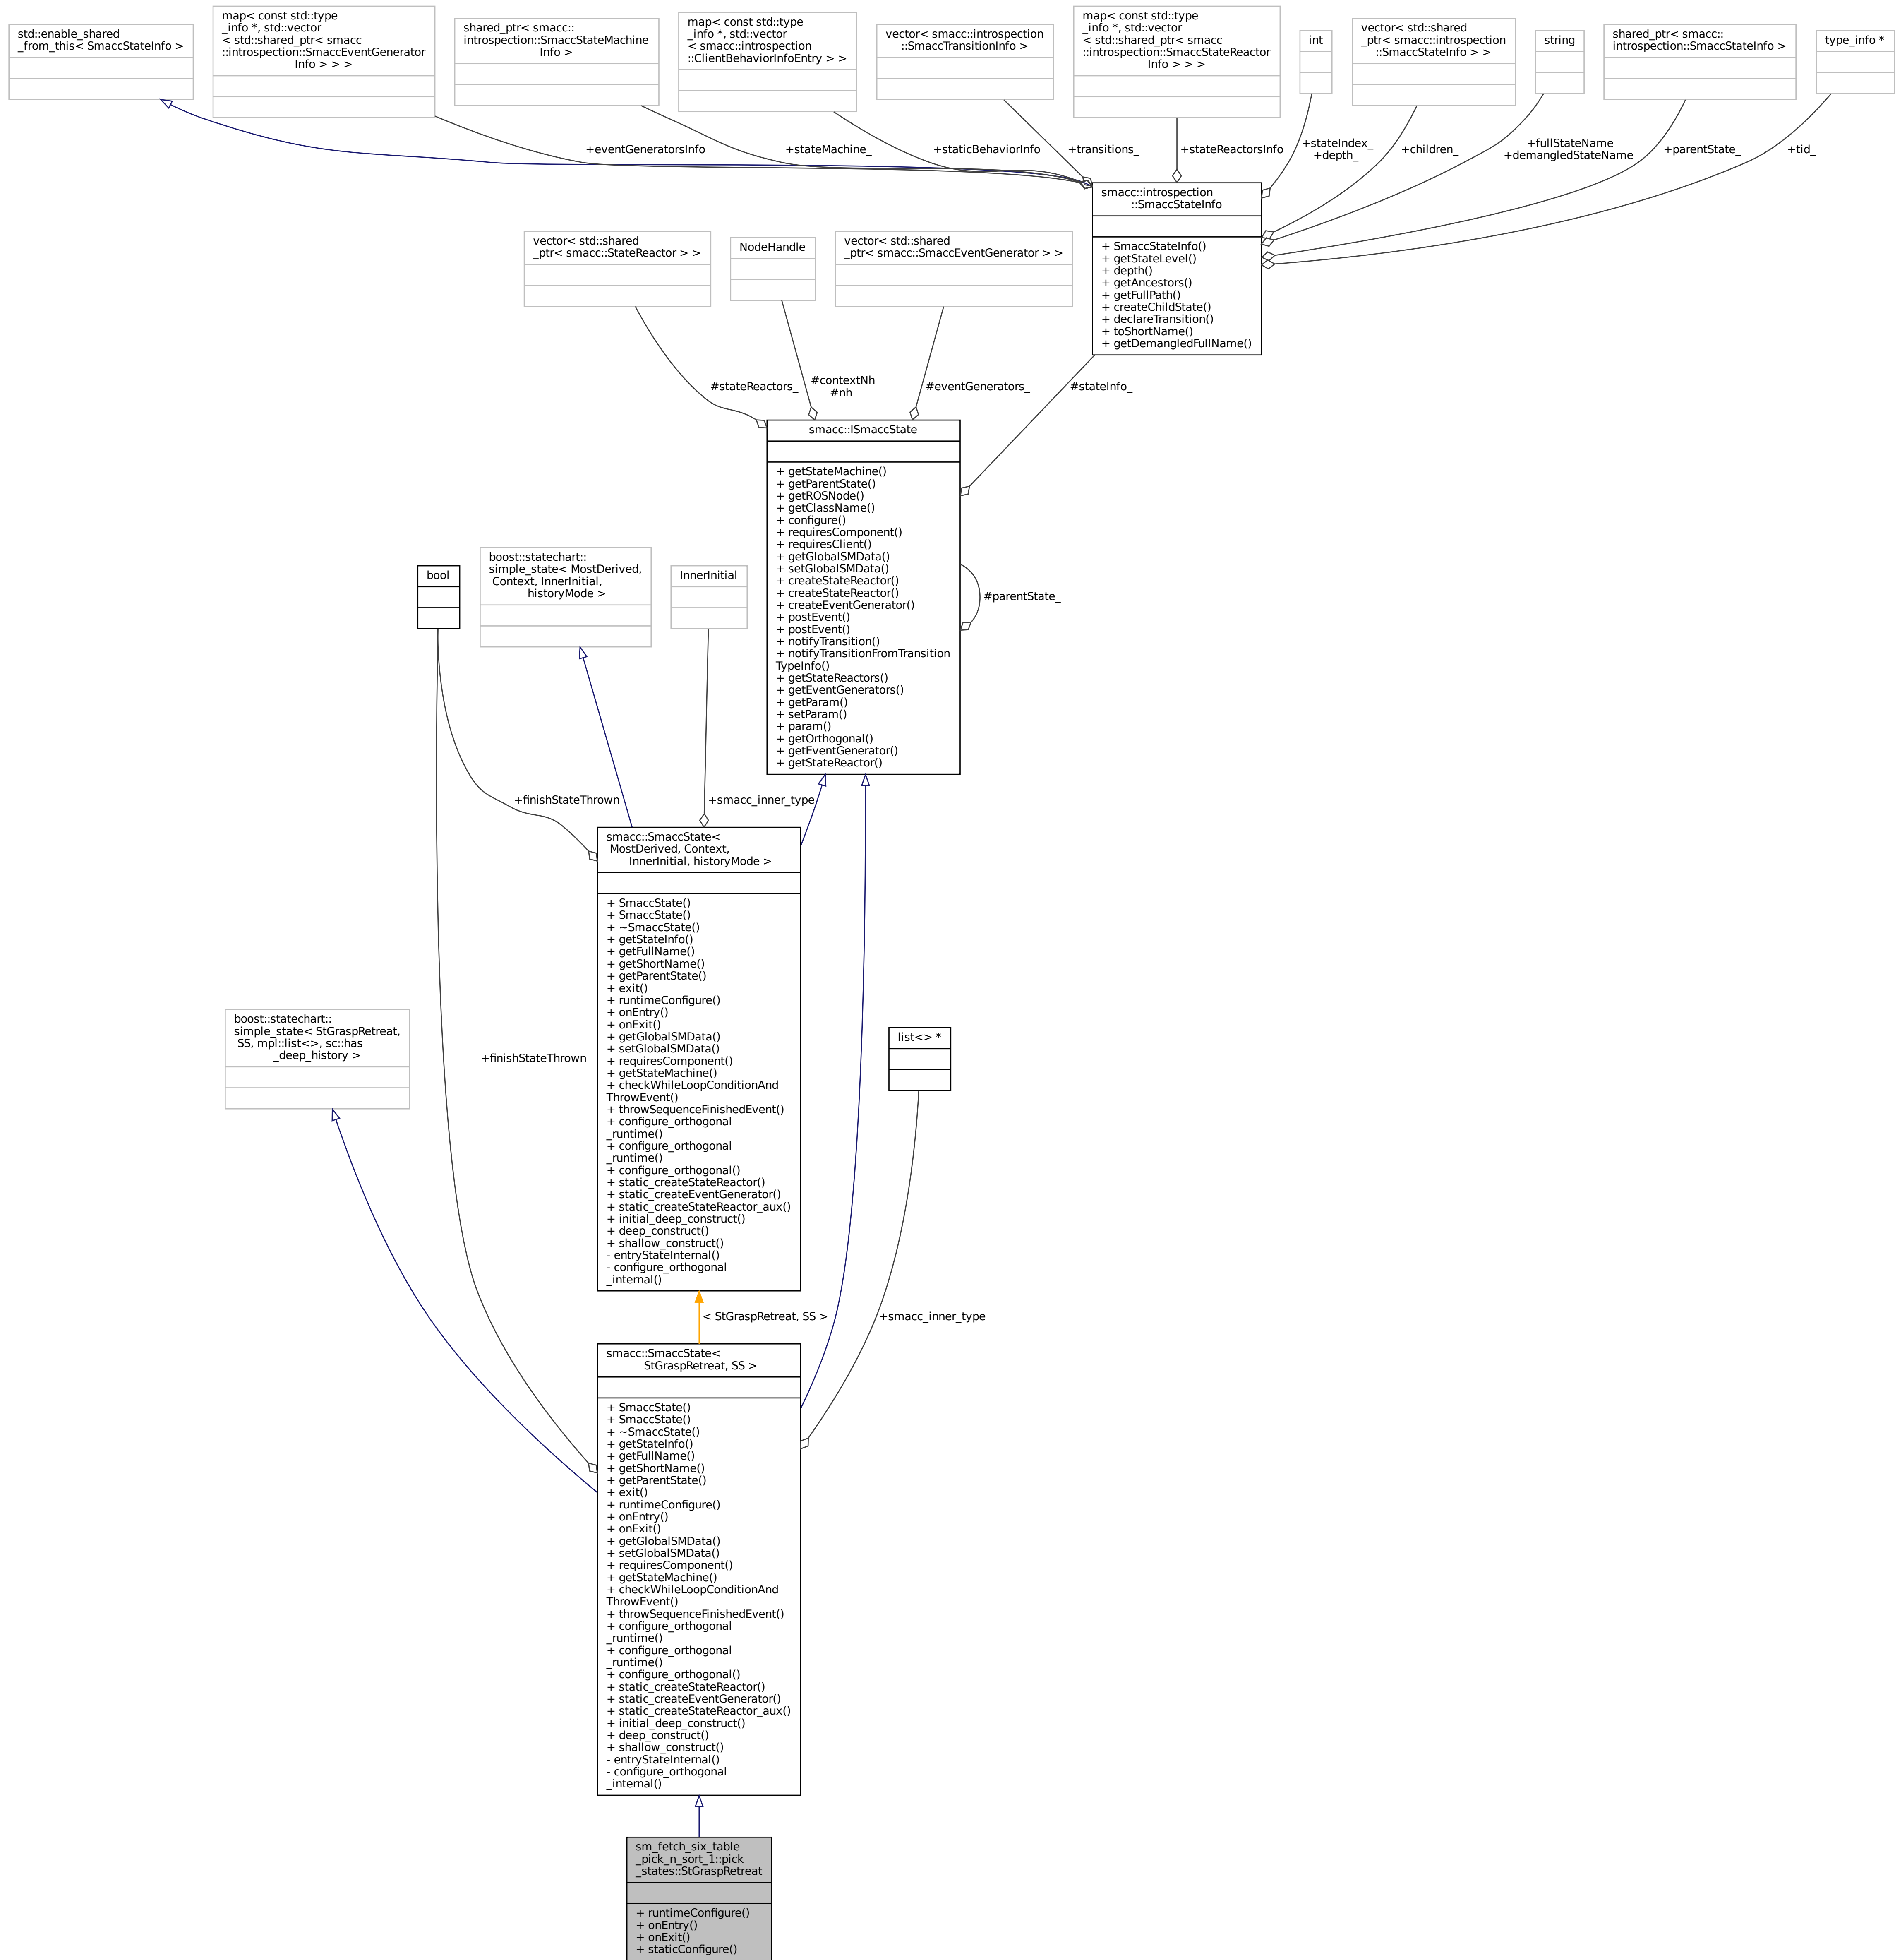 std::enable_shared
_from_this< SmaccStateInfo >
map< const std::type
_info *, std::vector
< std::shared_ptr< smacc
::introspection::SmaccEventGenerator
Info > > >
shared_ptr< smacc::
introspection::SmaccStateMachine
Info >
map< const std::type
_info *, std::vector
< smacc::introspection
::ClientBehaviorInfoEntry > >
vector< smacc::introspection
::SmaccTransitionInfo >
map< const std::type
_info *, std::vector
< std::shared_ptr< smacc
::introspection::SmaccStateReactor
Info > > >
int
vector< std::shared
_ptr< smacc::introspection
::SmaccStateInfo > >
string
shared_ptr< smacc::
introspection::SmaccStateInfo >
type_info *
+eventGeneratorsInfo
+stateMachine_
+staticBehaviorInfo
+transitions_
+stateReactorsInfo
+stateIndex_
+depth_
+children_
+fullStateName
+demangledStateName
+parentState_
+tid_
smacc::introspection
::SmaccStateInfo
+ SmaccStateInfo()
+ getStateLevel()
+ depth()
+ getAncestors()
+ getFullPath()
+ createChildState()
+ declareTransition()
+ toShortName()
+ getDemangledFullName()
vector< std::shared
_ptr< smacc::StateReactor > >
NodeHandle
vector< std::shared
_ptr< smacc::SmaccEventGenerator > >
#stateReactors_
#contextNh
#nh
#eventGenerators_
#stateInfo_
smacc::ISmaccState
+ getStateMachine()
+ getParentState()
+ getROSNode()
+ getClassName()
+ configure()
+ requiresComponent()
+ requiresClient()
+ getGlobalSMData()
+ setGlobalSMData()
+ createStateReactor()
+ createStateReactor()
+ createEventGenerator()
+ postEvent()
+ postEvent()
+ notifyTransition()
+ notifyTransitionFromTransition
TypeInfo()
+ getStateReactors()
+ getEventGenerators()
+ getParam()
+ setParam()
+ param()
+ getOrthogonal()
+ getEventGenerator()
+ getStateReactor()
#parentState_
bool
boost::statechart::
simple_state< MostDerived,
Context, InnerInitial,
historyMode >
InnerInitial
+finishStateThrown
+smacc_inner_type
smacc::SmaccState<
MostDerived, Context,
InnerInitial, historyMode >
+ SmaccState()
+ SmaccState()
+ ~SmaccState()
+ getStateInfo()
+ getFullName()
+ getShortName()
+ getParentState()
+ exit()
+ runtimeConfigure()
+ onEntry()
+ onExit()
+ getGlobalSMData()
+ setGlobalSMData()
+ requiresComponent()
+ getStateMachine()
+ checkWhileLoopConditionAnd
ThrowEvent()
+ throwSequenceFinishedEvent()
+ configure_orthogonal
_runtime()
+ configure_orthogonal
_runtime()
+ configure_orthogonal()
+ static_createStateReactor()
+ static_createEventGenerator()
+ static_createStateReactor_aux()
+ initial_deep_construct()
+ deep_construct()
+ shallow_construct()
- entryStateInternal()
- configure_orthogonal
_internal()
boost::statechart::
simple_state< StGraspRetreat,
SS, mpl::list<>, sc::has
_deep_history >
+finishStateThrown
list<> *
< StGraspRetreat, SS >
+smacc_inner_type
smacc::SmaccState<
StGraspRetreat, SS >
+ SmaccState()
+ SmaccState()
+ ~SmaccState()
+ getStateInfo()
+ getFullName()
+ getShortName()
+ getParentState()
+ exit()
+ runtimeConfigure()
+ onEntry()
+ onExit()
+ getGlobalSMData()
+ setGlobalSMData()
+ requiresComponent()
+ getStateMachine()
+ checkWhileLoopConditionAnd
ThrowEvent()
+ throwSequenceFinishedEvent()
+ configure_orthogonal
_runtime()
+ configure_orthogonal
_runtime()
+ configure_orthogonal()
+ static_createStateReactor()
+ static_createEventGenerator()
+ static_createStateReactor_aux()
+ initial_deep_construct()
+ deep_construct()
+ shallow_construct()
- entryStateInternal()
- configure_orthogonal
_internal()
sm_fetch_six_table
_pick_n_sort_1::pick
_states::StGraspRetreat
+ runtimeConfigure()
+ onEntry()
+ onExit()
+ staticConfigure()